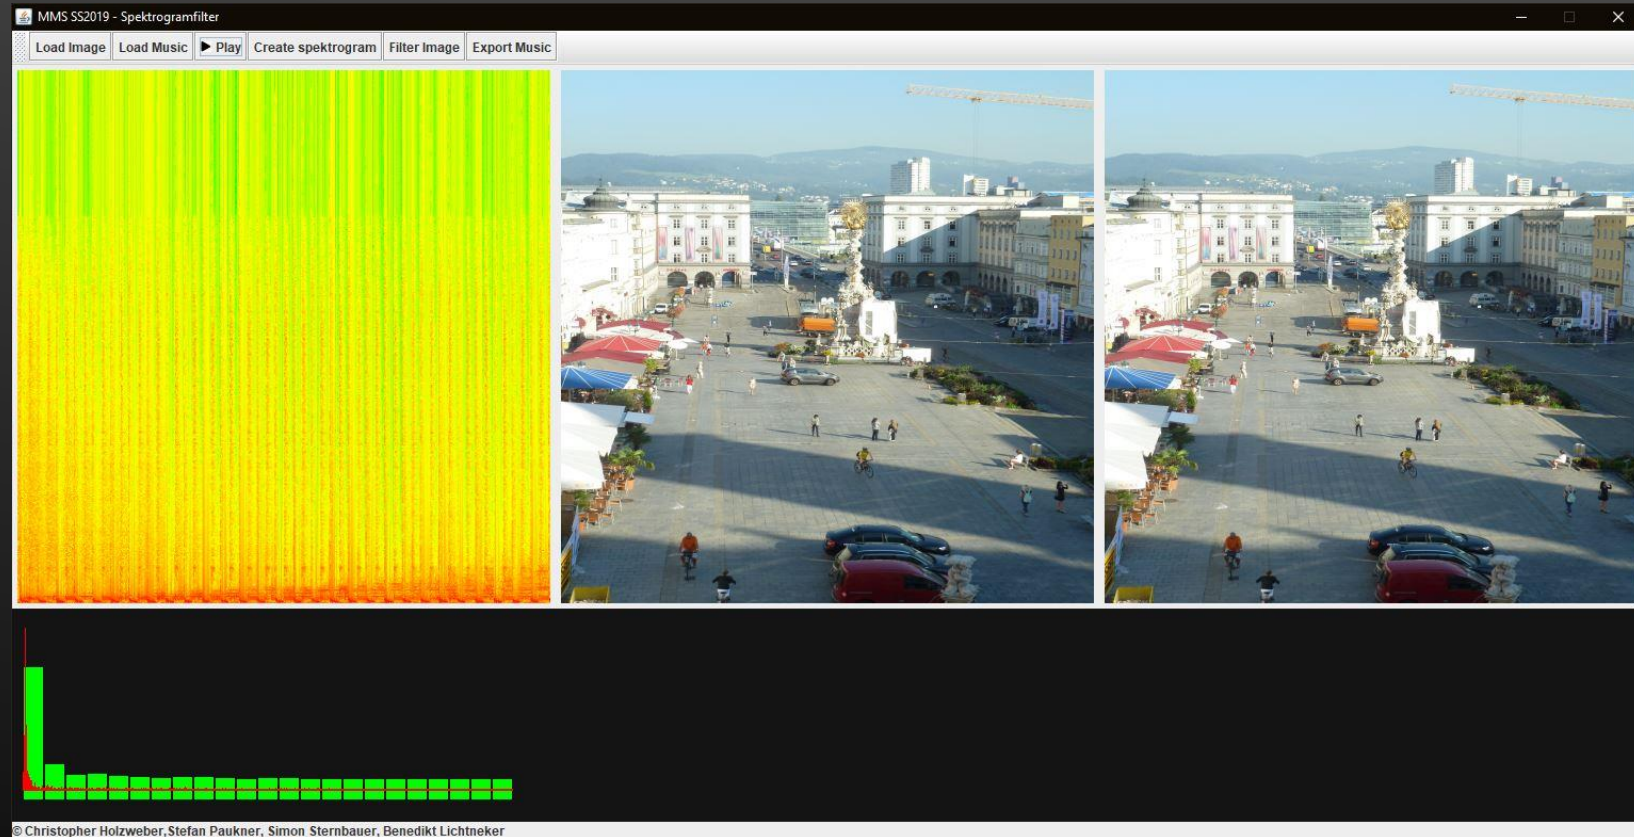 MMS SS2019 - Spektrogramfilter
Load Image Load Music Play Create spektrogram Filter Image Export Music
© Christopher Holzweber,Stefan Paukner, Simon Sternbauer, Benedikt Lichtneker